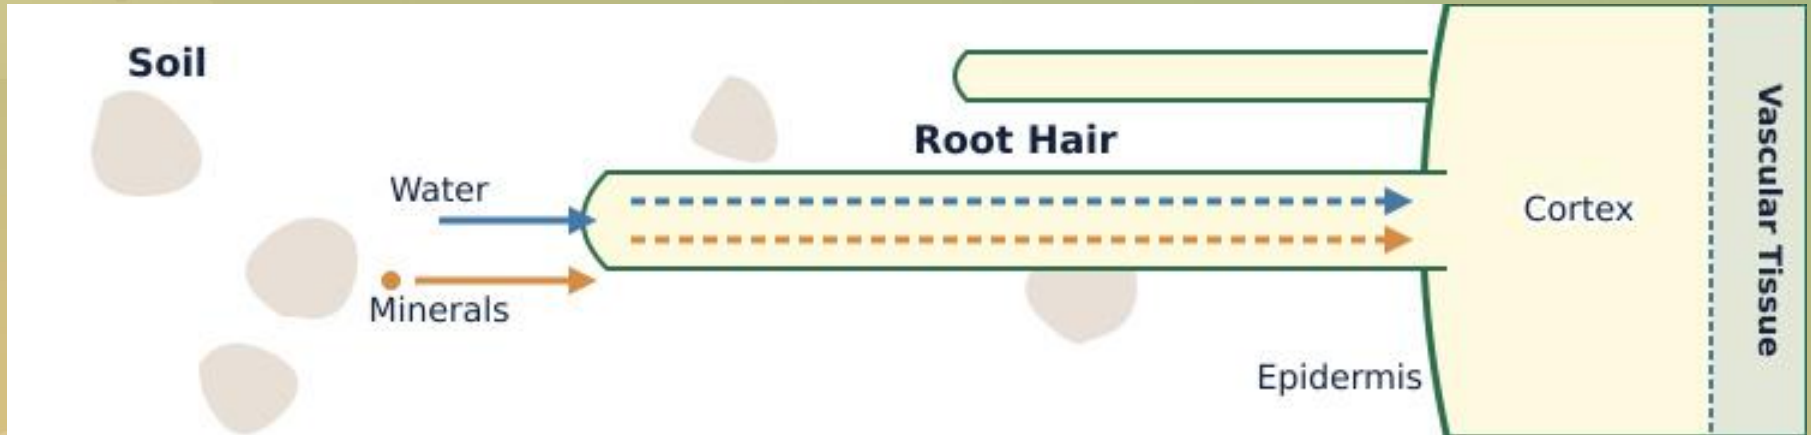 Soil
Root Hair
Water
Minerals
Cortex
Vascular Tissue
Epidermis